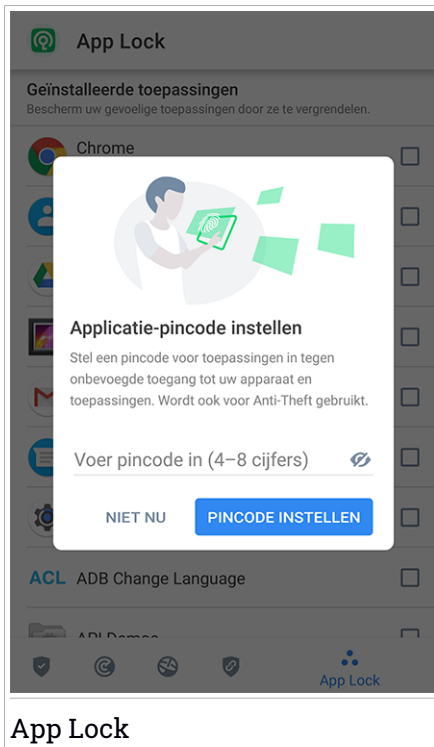 App Lock
Geïnstalleerde toepassingen
Bescherm uw gevoelige toepassingen door ze te vergrendelen.
Chrome
Applicatie-pincode instellen
Stel een pincode voor toepassingen in tegen
onbevoegde toegang tot uw apparaat en
toepassingen. Wordt ook voor Anti-Theft gebruikt.
Voer pincode in (4–8 cijfers)
NIET NU
PINCODE INSTELLEN
ACL ADB Change Language
API Demos
App Lock
App Lock